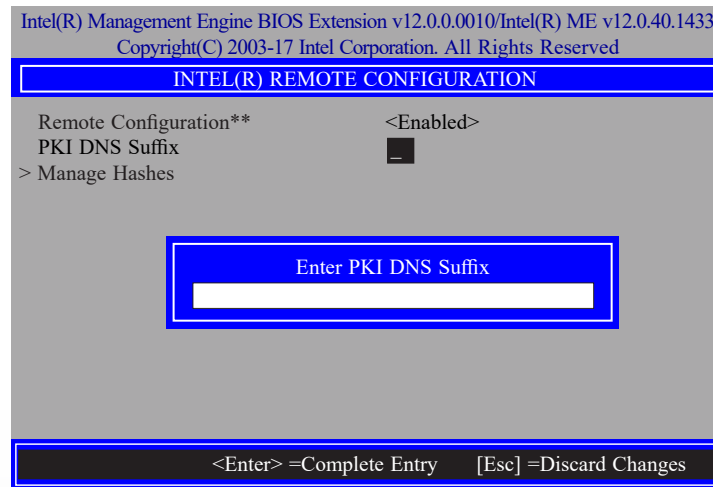 Intel(R) Management Engine BIOS Extension v12.0.0.0010/Intel(R) ME v12.0.40.1433
Copyright(C) 2003-17 Intel Corporation. All Rights Reserved
INTEL(R) REMOTE CONFIGURATION
Remote Configuration** <Enabled>
PKI DNS Suffix _
> Manage Hashes
Enter PKI DNS Suffix
<Enter> =Complete Entry [Esc] =Discard Changes